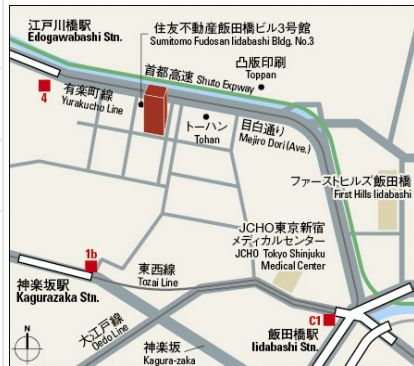 江戸川橋駅
Edogawabashi Stn.
住友不動産飯田橋ビル3号館
Sumitomo Fudosan Iidabashi Bldg. No.3
凸版印刷
Toppan
首都高速 Shuto Expway
4
有楽町線
Yurakucho Line
トーハン
Tohan
目白通り
Mejiro Dori (Ave.)
ファーストヒルズ飯田橋
First Hills Iidabashi
JCHO東京新宿
メディカルセンター
JCHO Tokyo Shinjuku
Medical Center
1b
東西線
Tozai Line
神楽坂駅
Kagurazaka Stn.
大江戸線
Oedo Line
C1
飯田橋駅
Iidabashi Stn.
神楽坂
Kagura-zaka
N